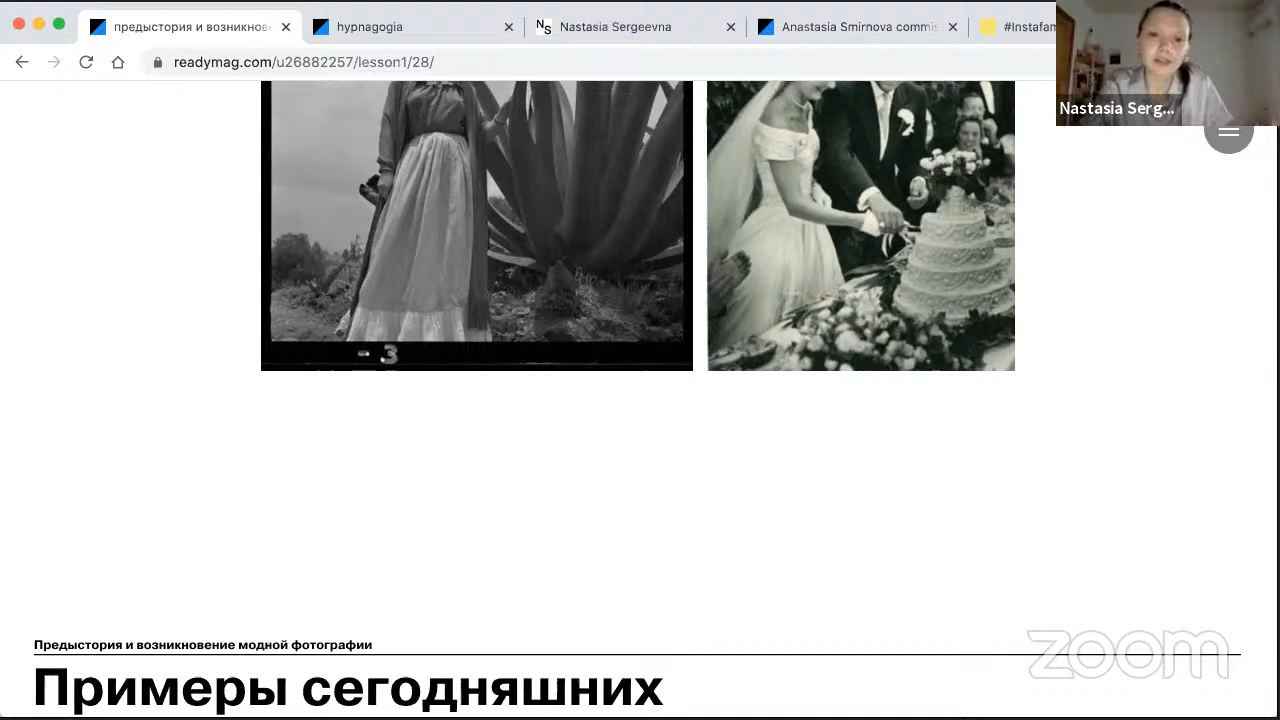 предыстория и возникнове
hypnagogia
NS
Nastasia Sergeevna
Anastasia Smirnova commis
#Instafam
readymag.com/u26882257/lesson1/28/
Nastasia Serg...
3
Предыстория и возникновение модной фотографии
zoom
Примеры сегодняшних